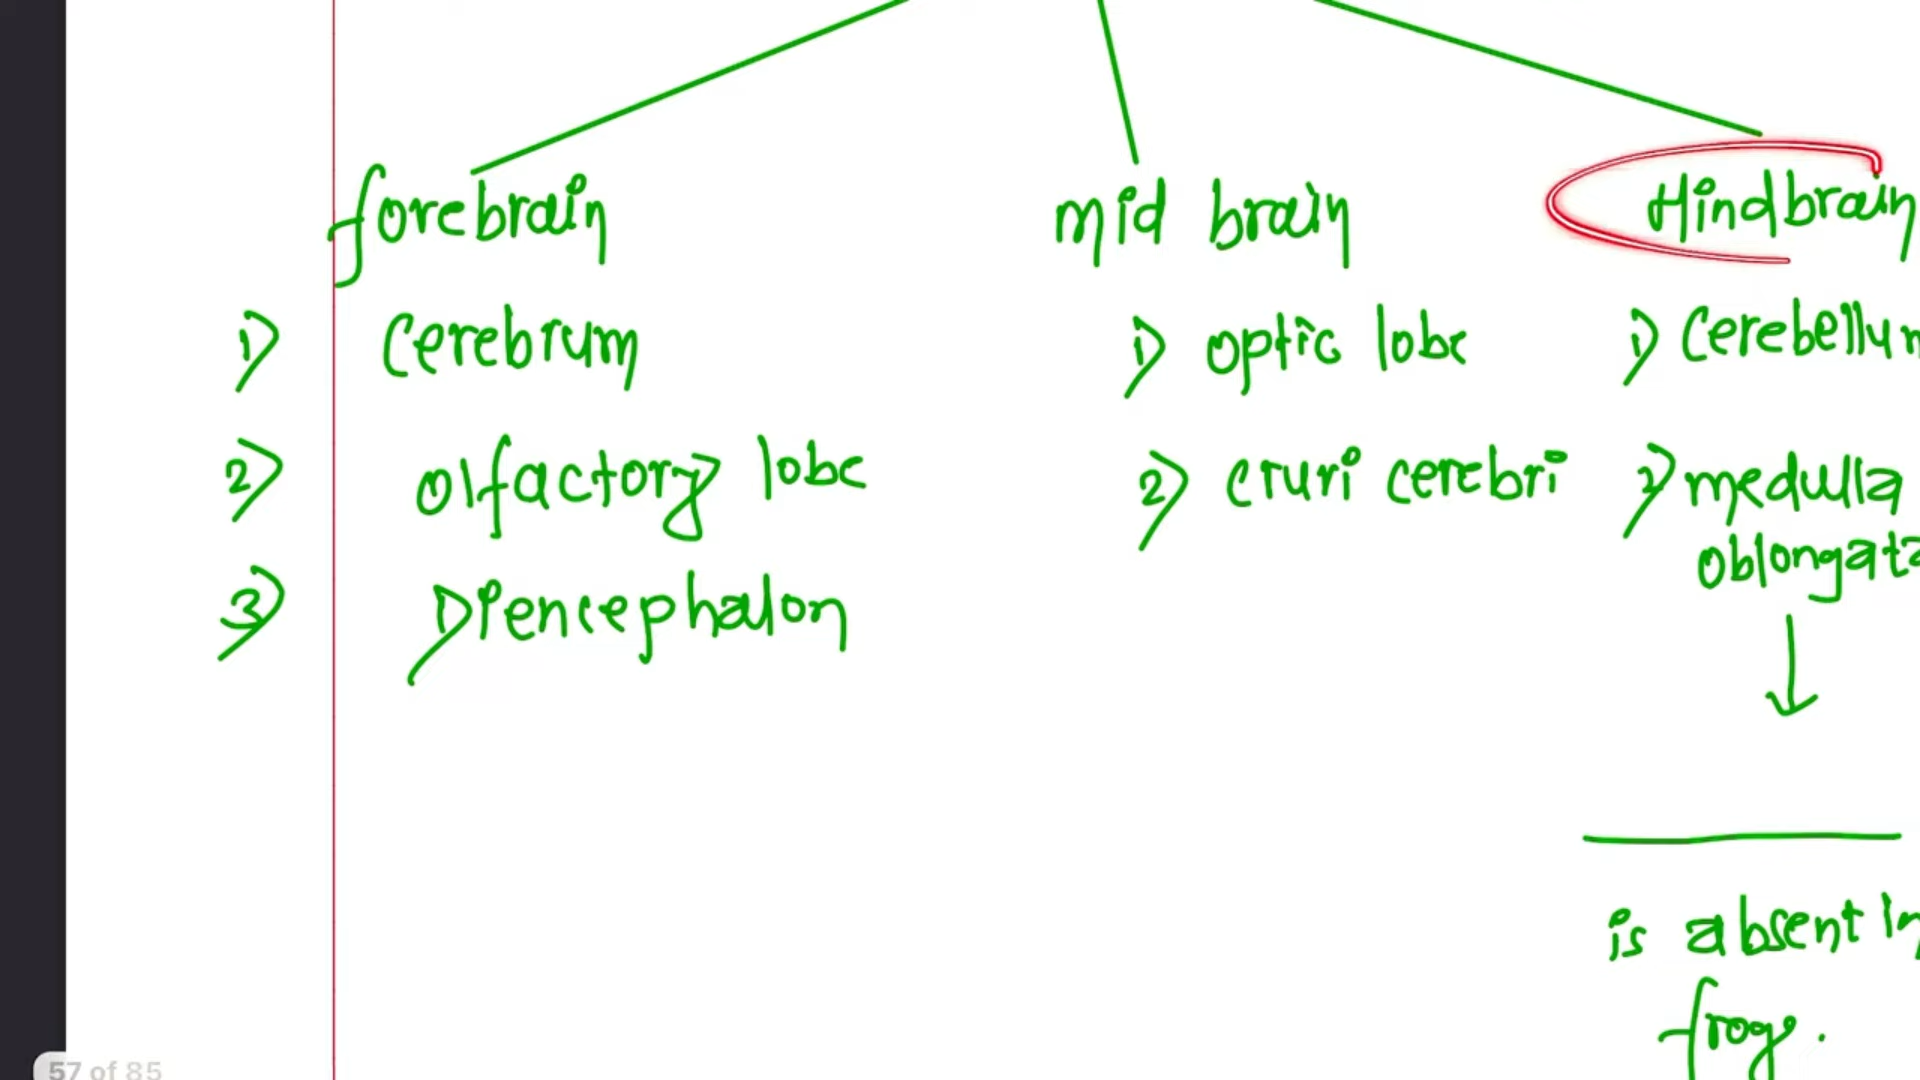 forebrain
mid brain
Hindbrain
1) Cerebrum
1) optic lobe
1) Cerebellum
2) olfactory lobe
2) cruri cerebri
2) medulla
oblongata
3) Diencephalon
is absent in
frog.
57 of 85